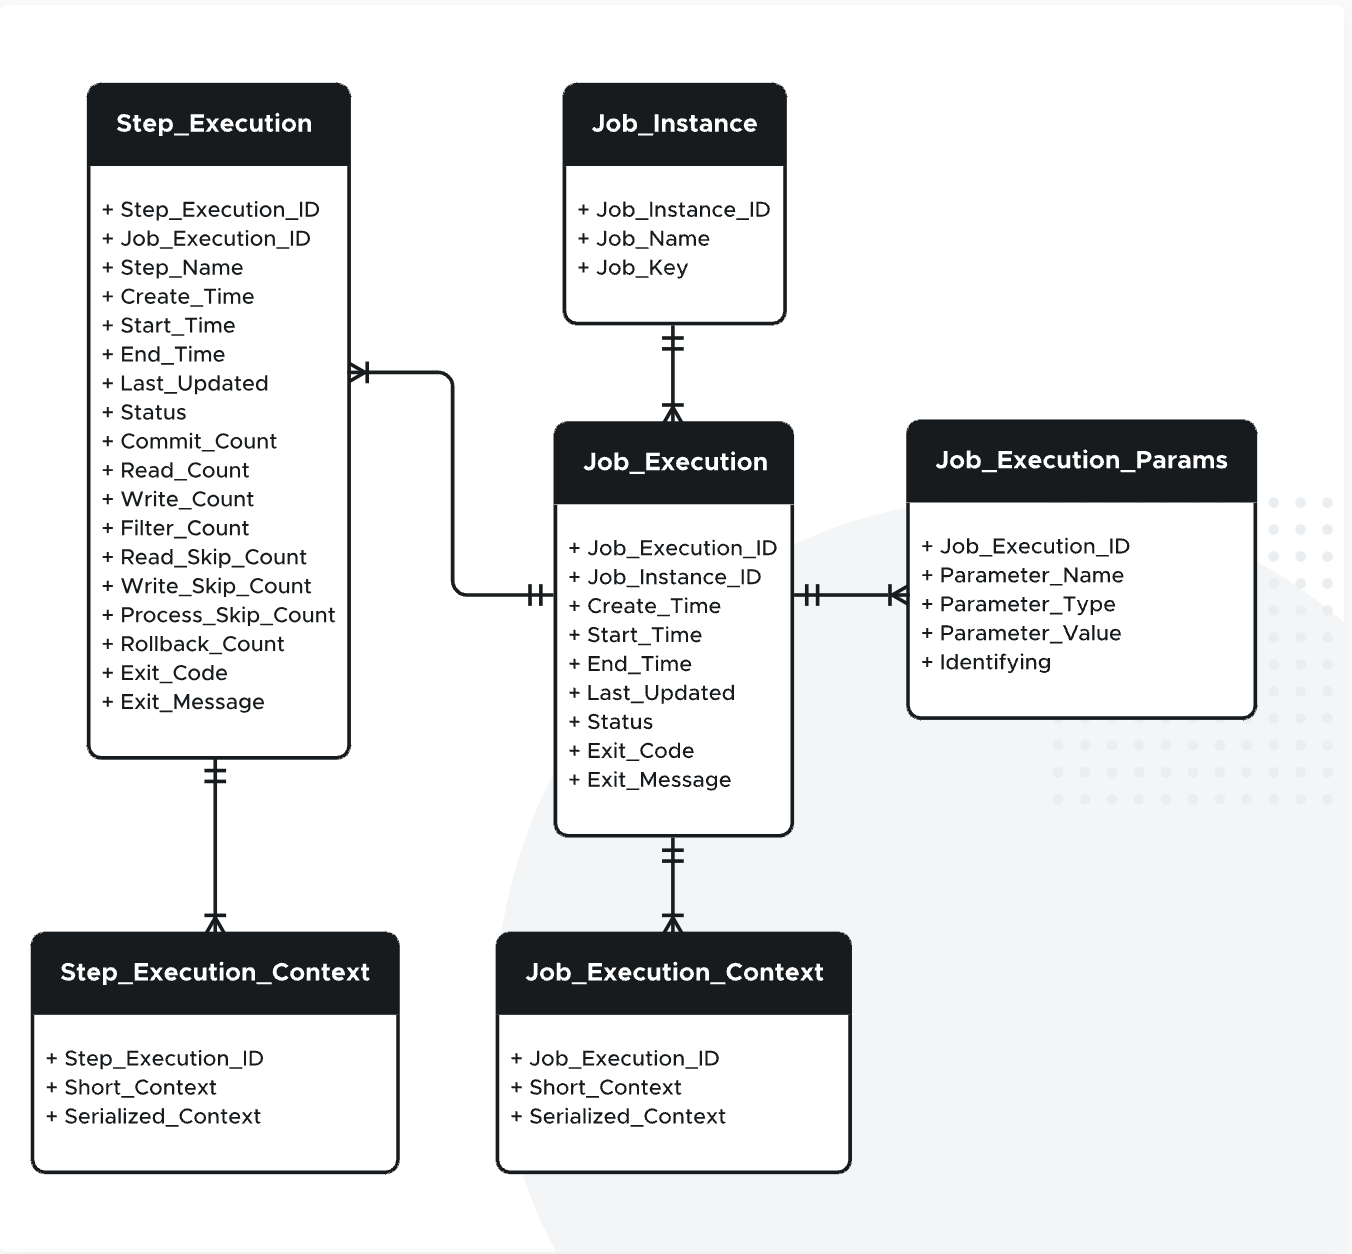 Step_Execution
+ Step_Execution_ID
+ Job_Execution_ID
+ Step_Name
+ Create_Time
+ Start_Time
+ End_Time
+ Last_Updated
+ Status
+ Commit_Count
+ Read_Count
+ Write_Count
+ Filter_Count
+ Read_Skip_Count
+ Write_Skip_Count
+ Process_Skip_Count
+ Rollback_Count
+ Exit_Code
+ Exit_Message
Job_Instance
+ Job_Instance_ID
+ Job_Name
+ Job_Key
Job_Execution
+ Job_Execution_ID
+ Job_Instance_ID
+ Create_Time
+ Start_Time
+ End_Time
+ Last_Updated
+ Status
+ Exit_Code
+ Exit_Message
Job_Execution_Params
+ Job_Execution_ID
+ Parameter_Name
+ Parameter_Type
+ Parameter_Value
+ Identifying
Step_Execution_Context
+ Step_Execution_ID
+ Short_Context
+ Serialized_Context
Job_Execution_Context
+ Job_Execution_ID
+ Short_Context
+ Serialized_Context